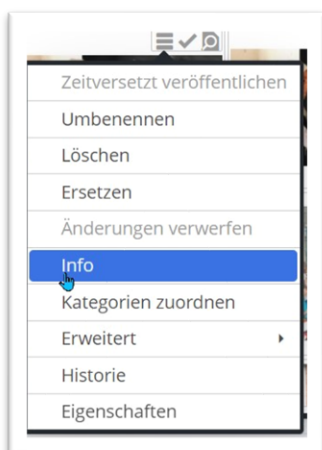 Zeitversetzt veröffentlichen
Umbenennen
Löschen
Ersetzen
Änderungen verwerfen
Info
Kategorien zuordnen
Erweitert
Historie
Eigenschaften